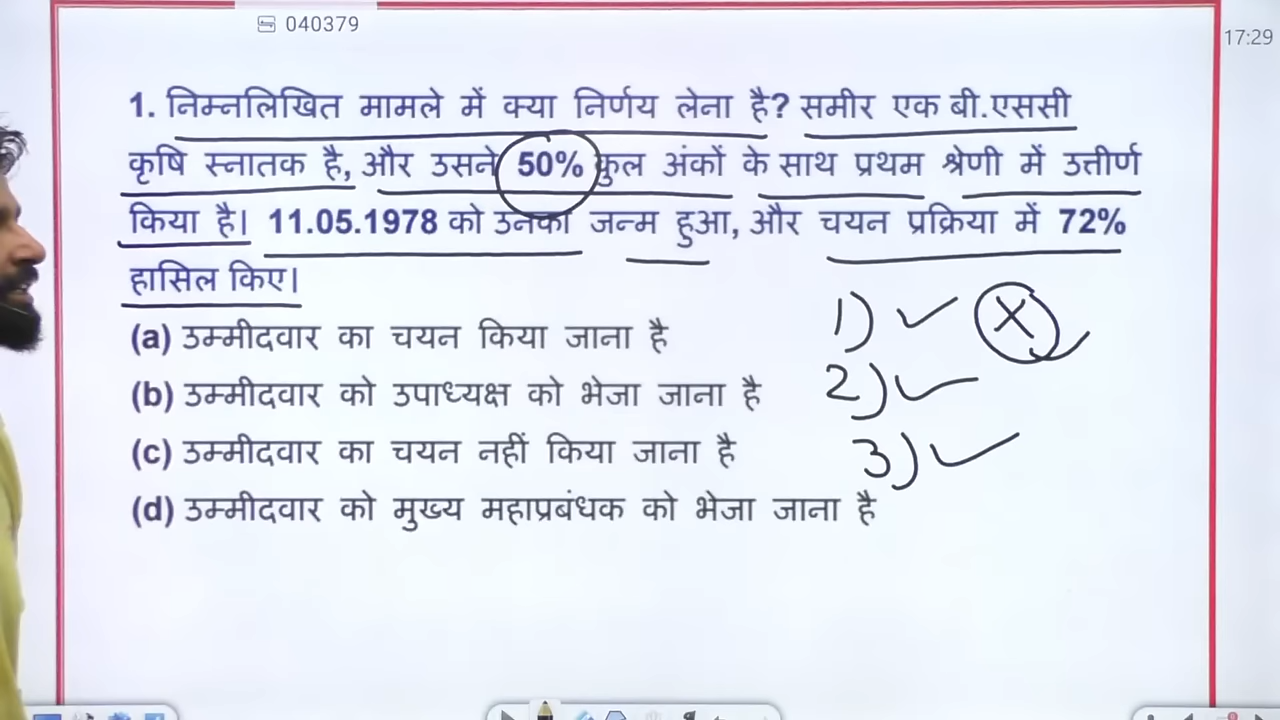 040379
17:29
1. निम्नलिखित मामले में क्या निर्णय लेना है? समीर एक बी.एससी
कृषि स्नातक है, और उसने 50% कुल अंकों के साथ प्रथम श्रेणी में उत्तीर्ण
किया है। 11.05.1978 को उनका जन्म हुआ, और चयन प्रक्रिया में 72%
हासिल किए।
(a) उम्मीदवार का चयन किया जाना है
1) ✓ X
(b) उम्मीदवार को उपाध्यक्ष को भेजा जाना है
2) ✓
(c) उम्मीदवार का चयन नहीं किया जाना है
3) ✓
(d) उम्मीदवार को मुख्य महाप्रबंधक को भेजा जाना है